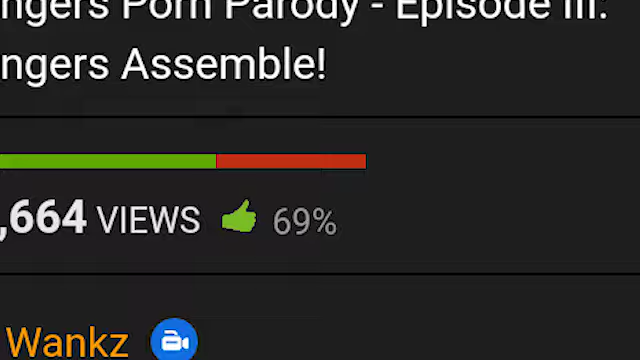 ngers Porn Parody - Episode III:
ngers Assemble!
,664 VIEWS 69%
Wankz